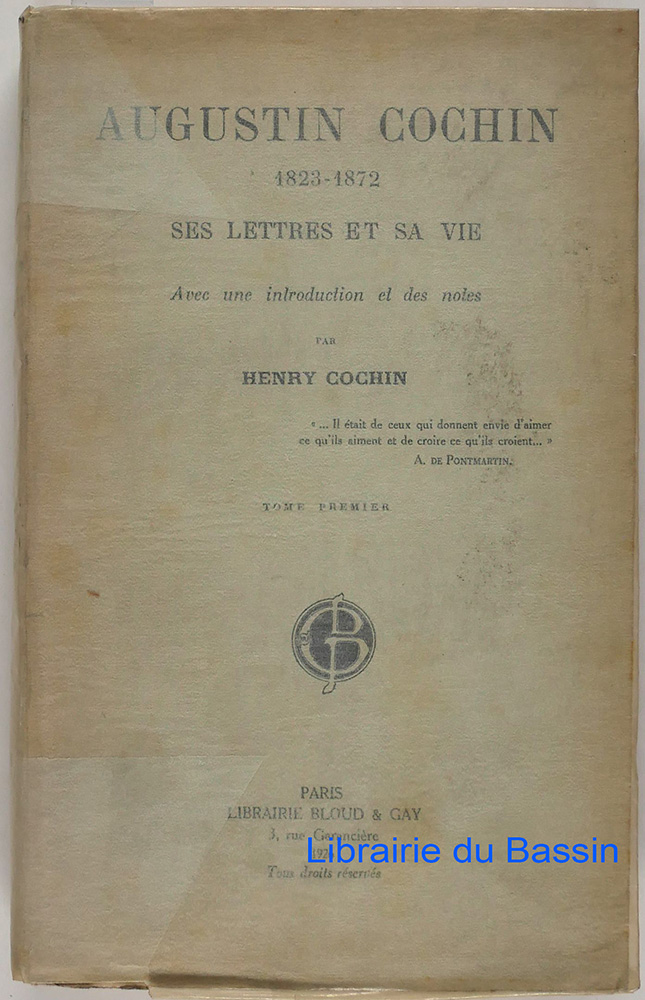 AUGUSTIN COCHIN
1823-1872
SES LETTRES ET SA VIE
Avec une introduction et des notes
PAR
HENRY COCHIN
« ... Il était de ceux qui donnent envie d'aimer
ce qu'ils aiment et de croire ce qu'ils croient... »
A. DE PONTMARTIN.
TOME PREMIER
PARIS
LIBRAIRIE BLOUD & GAY
3, rue Garancière
Librairie du Bassin
Tous droits réservés